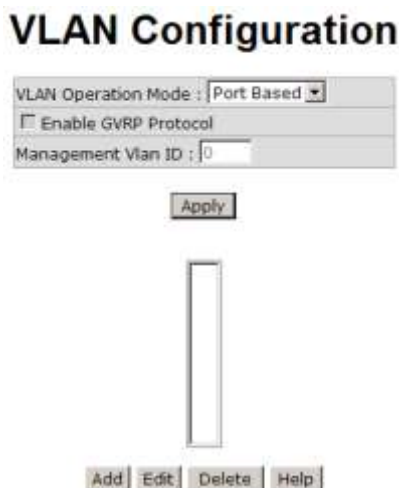 VLAN Configuration
VLAN Operation Mode : Port Based
Enable GVRP Protocol
Management Vlan ID : 0
Apply
Add Edit Delete Help